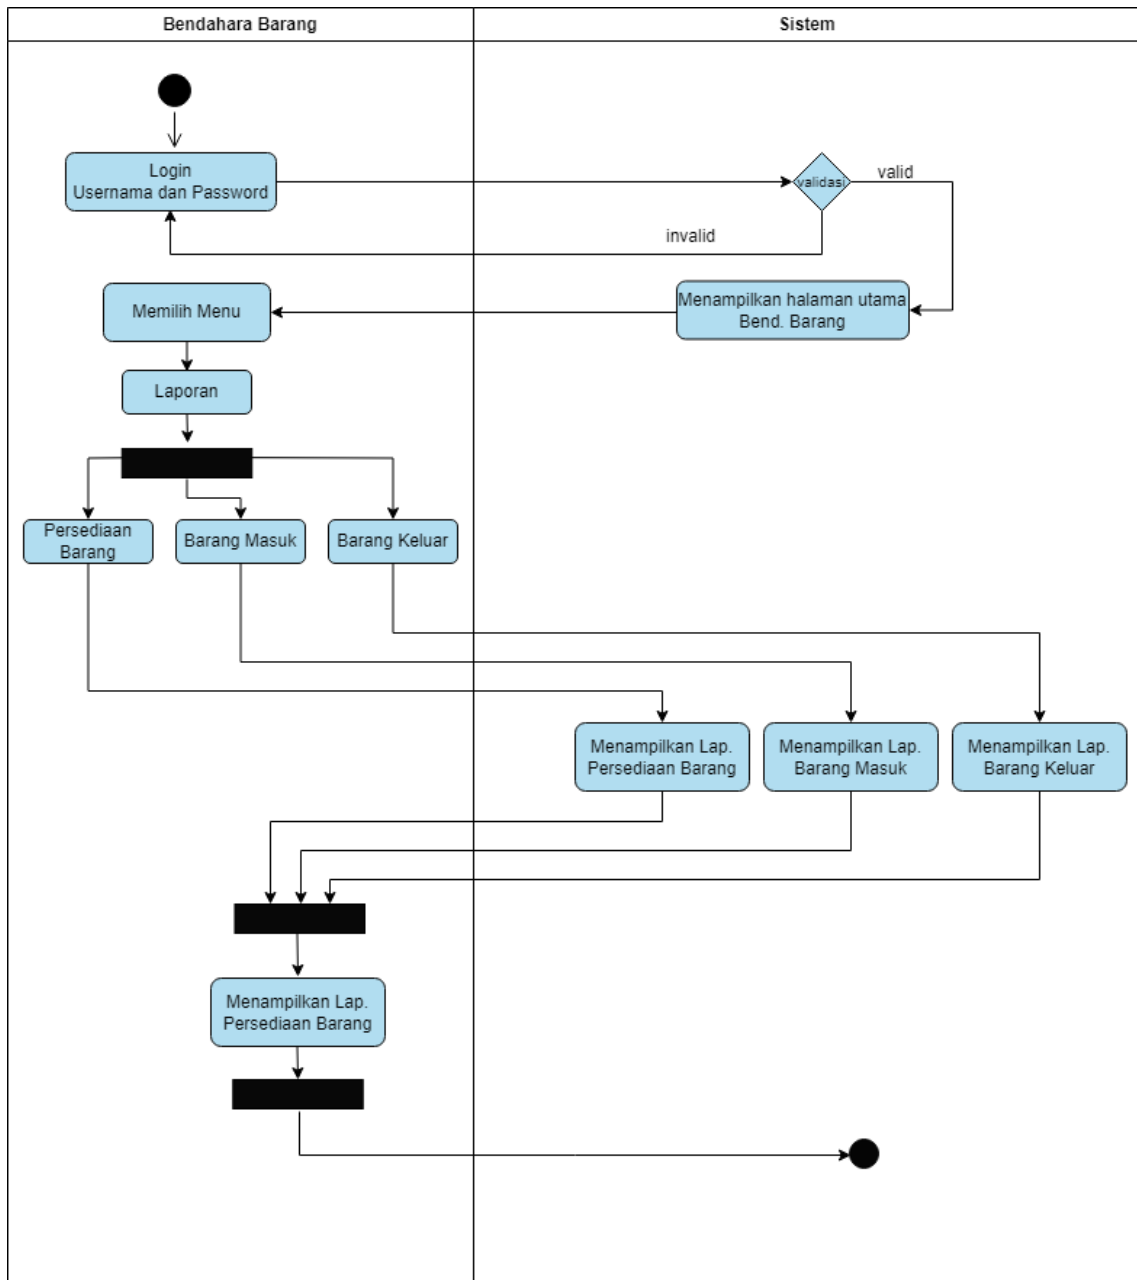 Bendahara Barang
Sistem
Login
Usernama dan Password
validasi
valid
invalid
Menampilkan halaman utama
Bend. Barang
Memilih Menu
Laporan
Persediaan
Barang
Barang Masuk
Barang Keluar
Menampilkan Lap.
Persediaan Barang
Menampilkan Lap.
Barang Masuk
Menampilkan Lap.
Barang Keluar
Menampilkan Lap.
Persediaan Barang